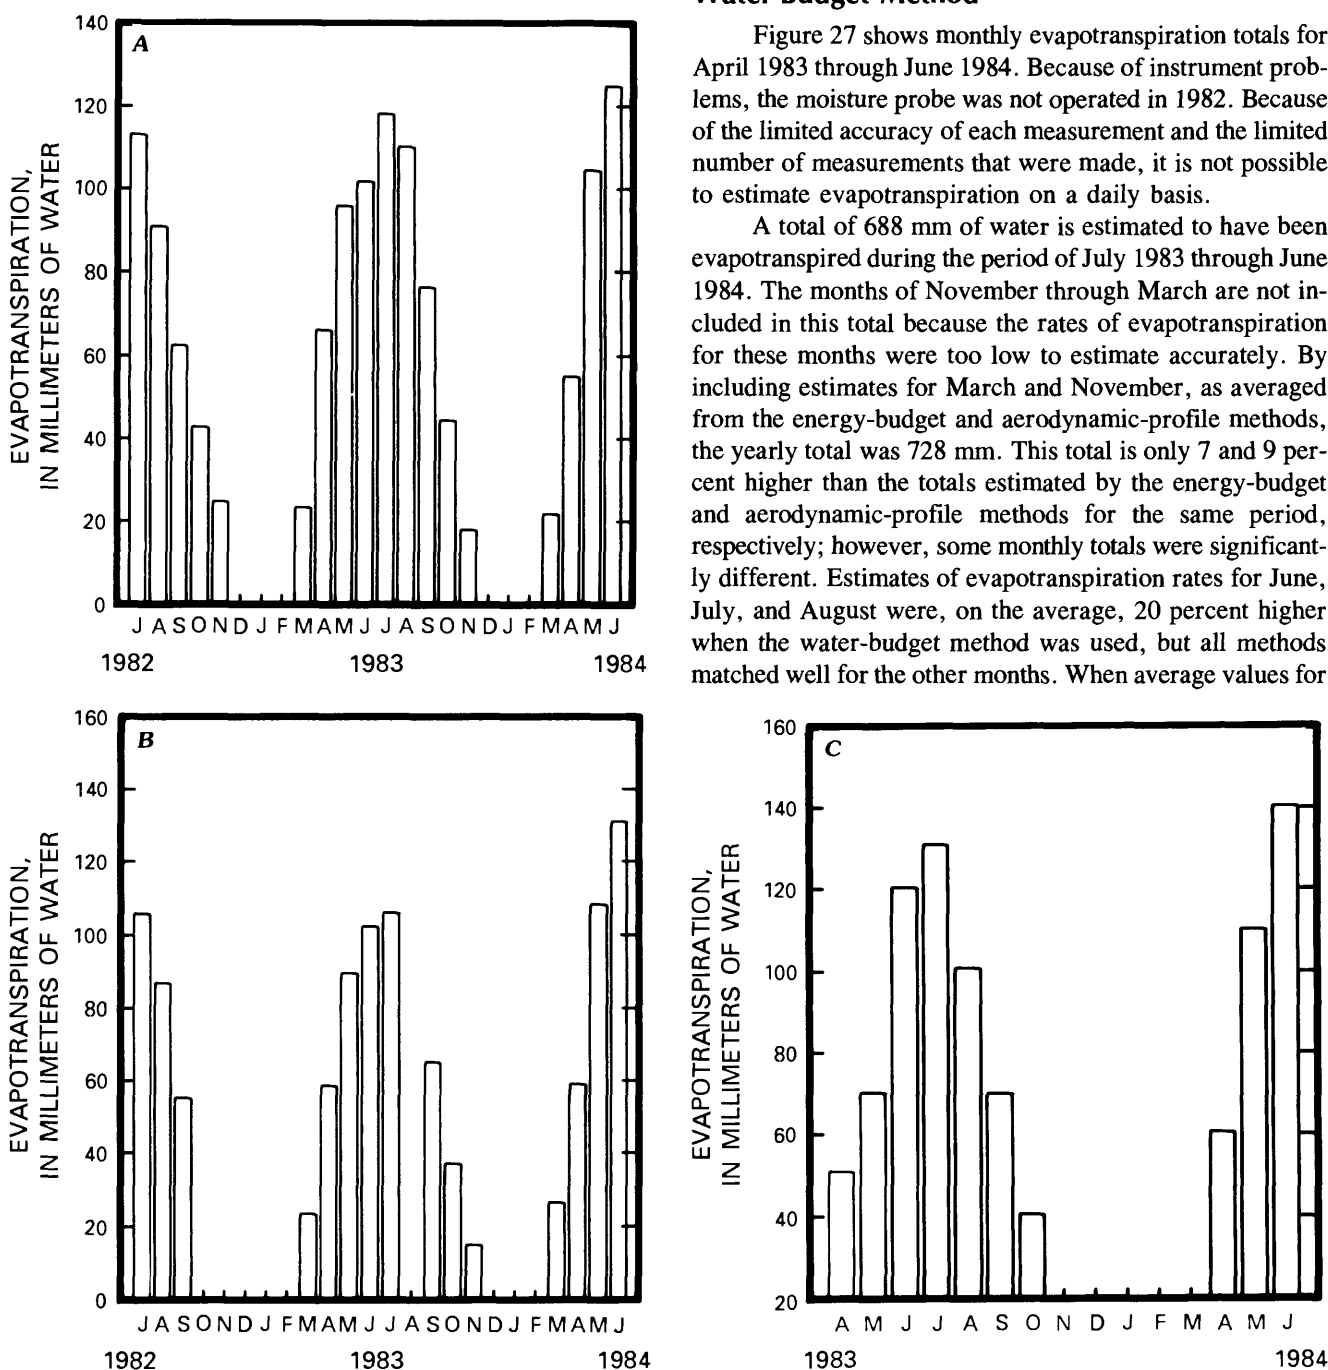 Water-Budget Method
Figure 27 shows monthly evapotranspiration totals for
April 1983 through June 1984. Because of instrument prob-
lems, the moisture probe was not operated in 1982. Because
of the limited accuracy of each measurement and the limited
number of measurements that were made, it is not possible
to estimate evapotranspiration on a daily basis.
A total of 688 mm of water is estimated to have been
evapotranspired during the period of July 1983 through June
1984. The months of November through March are not in-
cluded in this total because the rates of evapotranspiration
for these months were too low to estimate accurately. By
including estimates for March and November, as averaged
from the energy-budget and aerodynamic-profile methods,
the yearly total was 728 mm. This total is only 7 and 9 per-
cent higher than the totals estimated by the energy-budget
and aerodynamic-profile methods for the same period,
respectively; however, some monthly totals were significant-
ly different. Estimates of evapotranspiration rates for June,
July, and August were, on the average, 20 percent higher
when the water-budget method was used, but all methods
matched well for the other months. When average values for
A
EVAPOTRANSPIRATION,
IN MILLIMETERS OF WATER
140
120
100
80
60
40
20
0
J A S O N D J F M A M J J A S O N D J F M A M J
1982 1983 1984
B
EVAPOTRANSPIRATION,
IN MILLIMETERS OF WATER
160
140
120
100
80
60
40
20
0
J A S O N D J F M A M J J A S O N D J F M A M J
1982 1983 1984
C
EVAPOTRANSPIRATION,
IN MILLIMETERS OF WATER
160
140
120
100
80
60
40
20
A M J J A S O N D J F M A M J
1983 1984